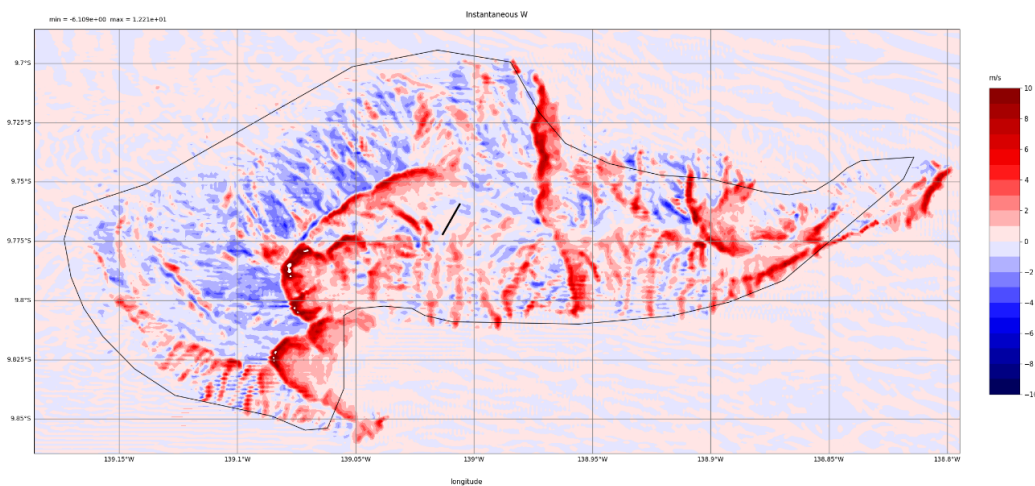 Instantaneous W
min = -6.109e+00 max = 1.221e+01
m/s
9.7°S
9.725°S
9.75°S
9.775°S
9.8°S
9.825°S
9.85°S
10
8
6
4
2
0
−2
−4
−6
−8
−10
139.15°W 139.1°W 139.05°W 139°W 138.95°W 138.9°W 138.85°W 138.8°W
longitude